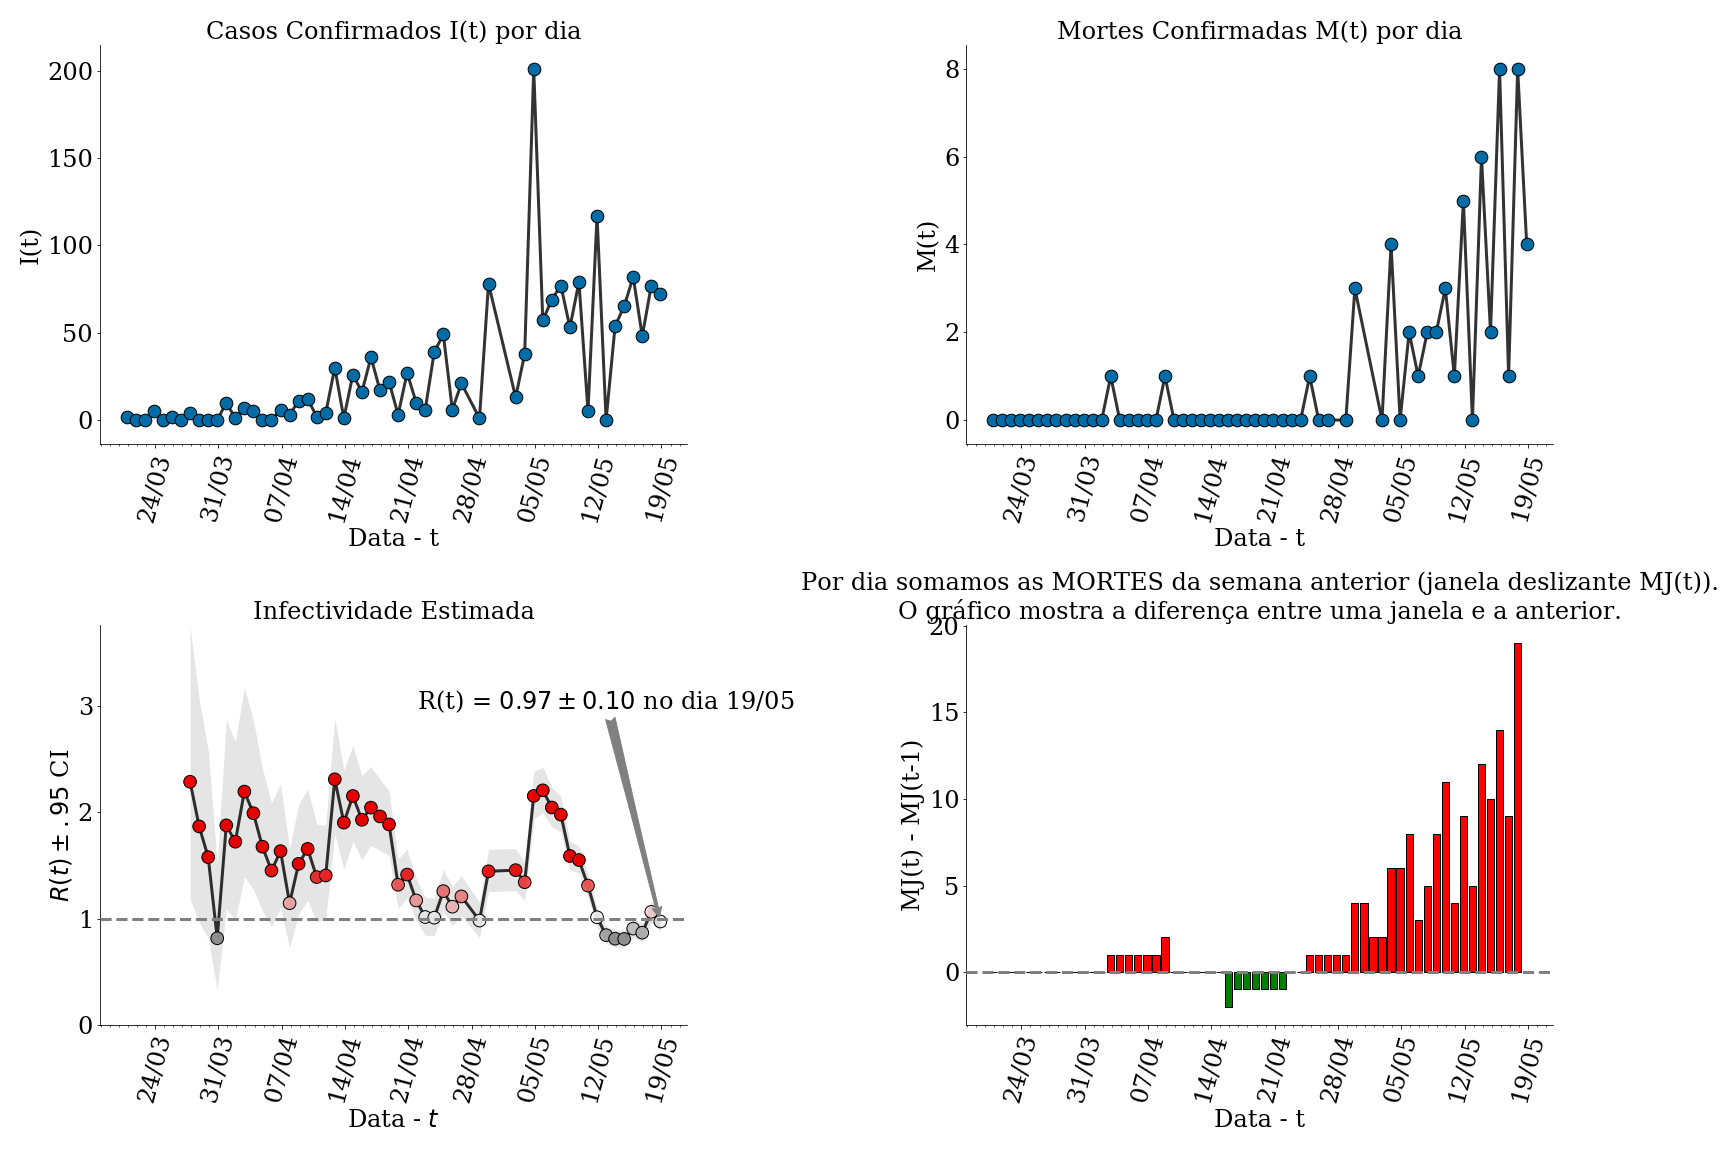 Casos Confirmados I(t) por dia
200
150
100
50
0
I(t)
24/03 31/03 07/04 14/04 21/04 28/04 05/05 12/05 19/05
Data - t
Mortes Confirmadas M(t) por dia
8
6
4
2
0
M(t)
24/03 31/03 07/04 14/04 21/04 28/04 05/05 12/05 19/05
Data - t
Infectividade Estimada
R(t) = 0.97 ± 0.10 no dia 19/05
3
2
1
0
R(t) ± .95 CI
24/03 31/03 07/04 14/04 21/04 28/04 05/05 12/05 19/05
Data - t
Por dia somamos as MORTES da semana anterior (janela deslizante MJ(t)).
O gráfico mostra a diferença entre uma janela e a anterior.
20
15
10
5
0
MJ(t) - MJ(t-1)
24/03 31/03 07/04 14/04 21/04 28/04 05/05 12/05 19/05
Data - t